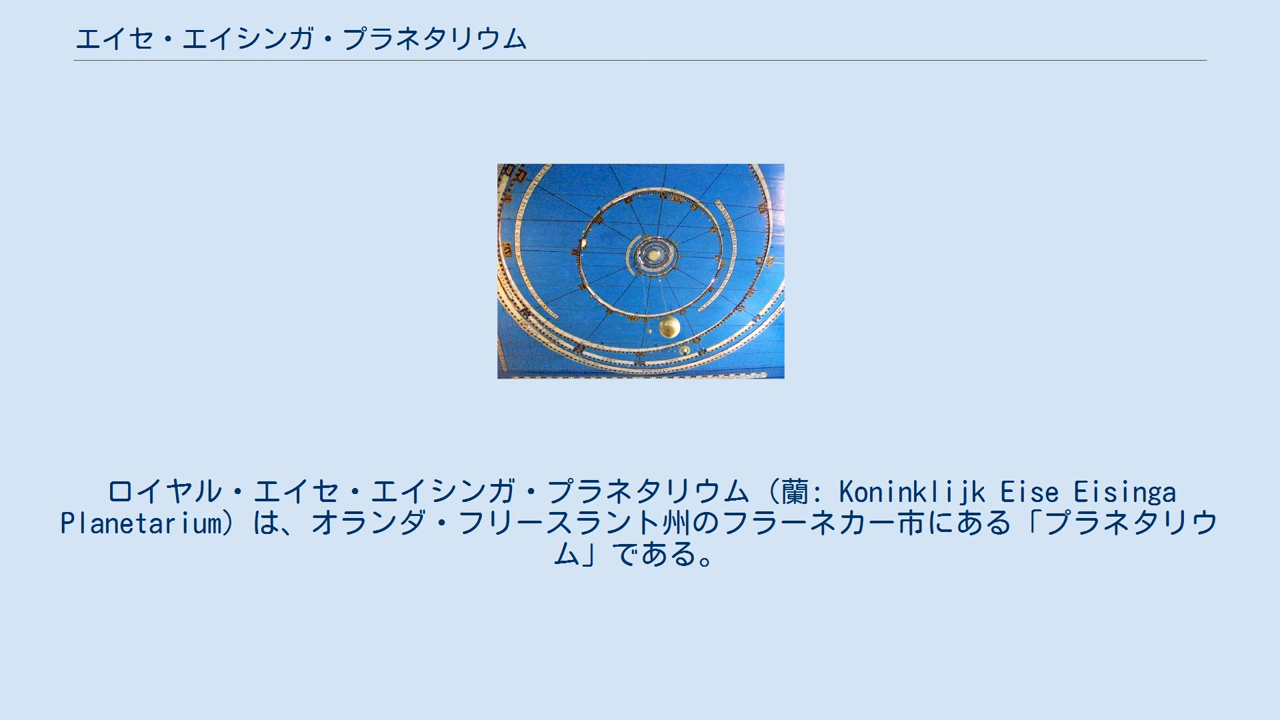 エイセ・エイシンガ・プラネタリウム
ロイヤル・エイセ・エイシンガ・プラネタリウム（蘭: Koninklijk Eise Eisinga
Planetarium）は、オランダ・フリースラント州のフラーネカー市にある「プラネタリウ
ム」である。